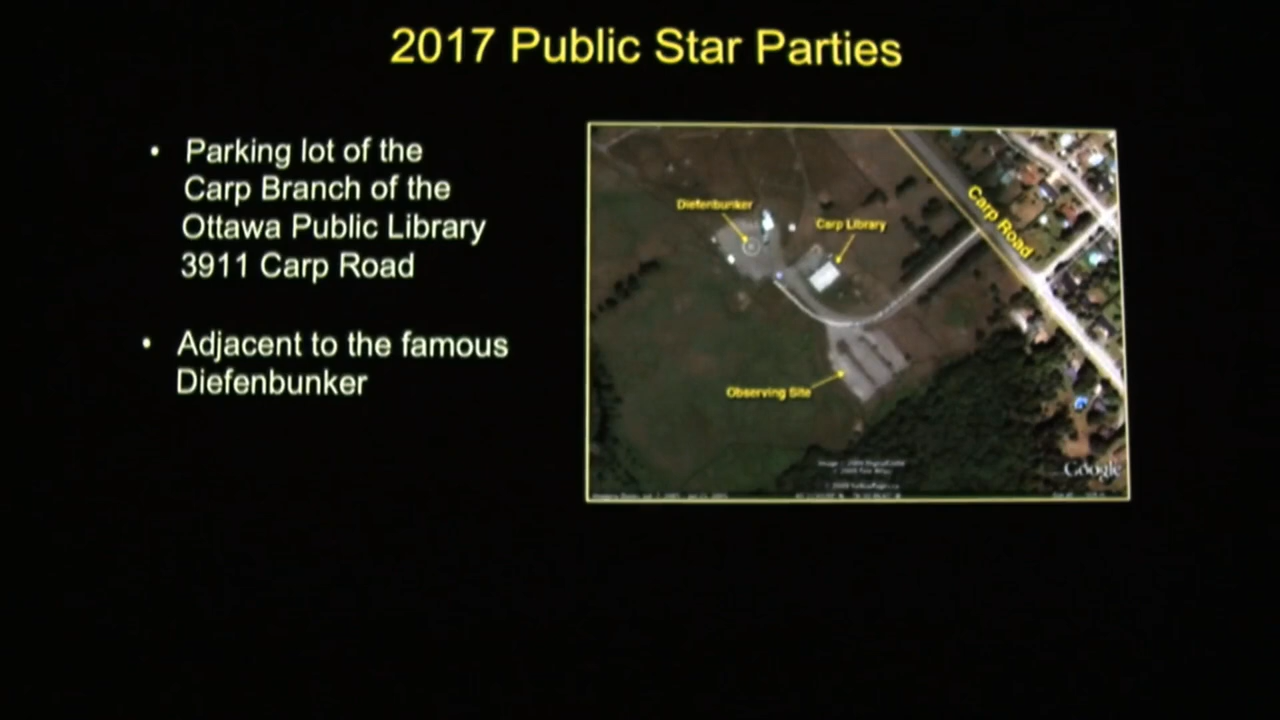 2017 Public Star Parties
• Parking lot of the
Carp Branch of the
Ottawa Public Library
3911 Carp Road
• Adjacent to the famous
Diefenbunker
Diefenbunker
Carp Library
Carp Road
Observing Site
Google